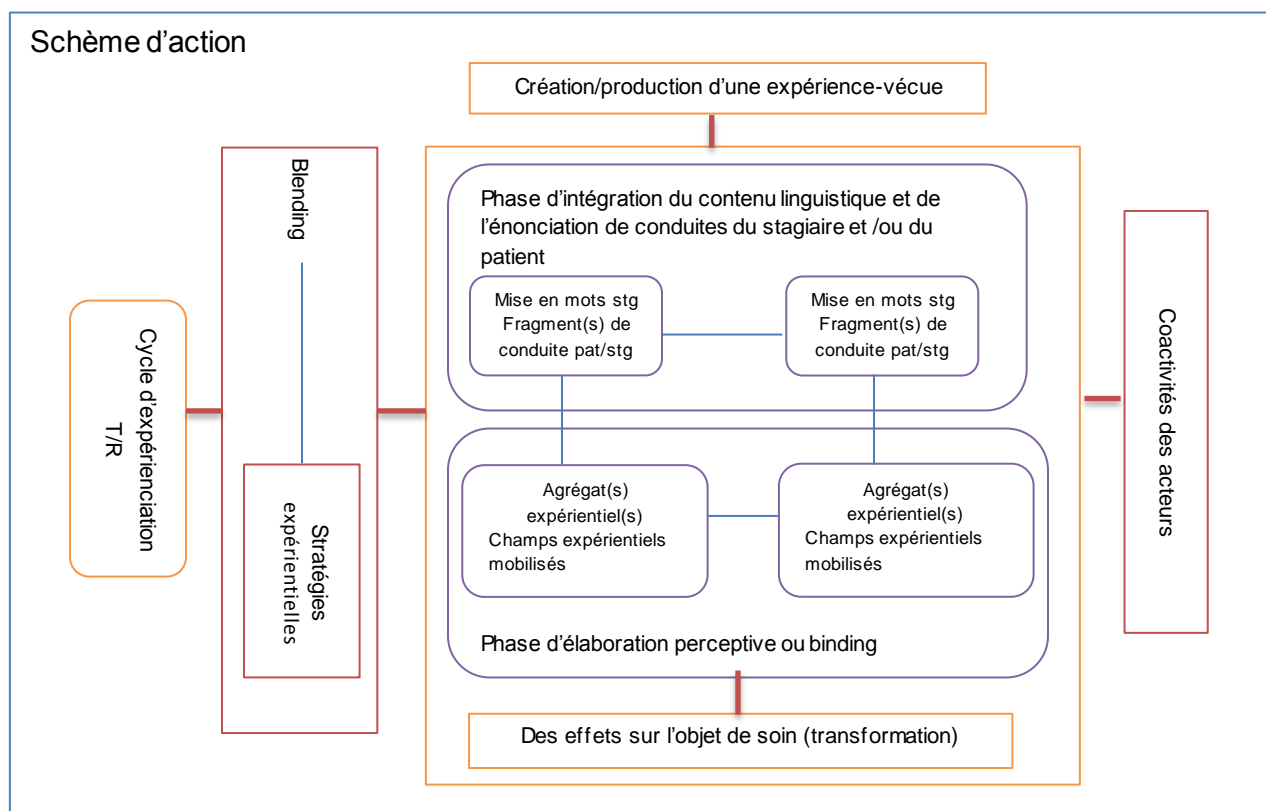 Schème d'action
Création/production d'une expérience-vécue
Cycle d'expérienciation
T/R
Blending
Stratégies
expérientielles
Phase d'intégration du contenu linguistique et de
l'énonciation de conduites du stagiaire et /ou du
patient
Mise en mots stg
Fragment(s) de
conduite pat/stg
Mise en mots stg
Fragment(s) de
conduite pat/stg
Agrégat(s)
expérientiel(s)
Champs expérientiels
mobilisés
Agrégat(s)
expérientiel(s)
Champs expérientiels
mobilisés
Phase d'élaboration perceptive ou binding
Des effets sur l'objet de soin (transformation)
Coactivités des acteurs